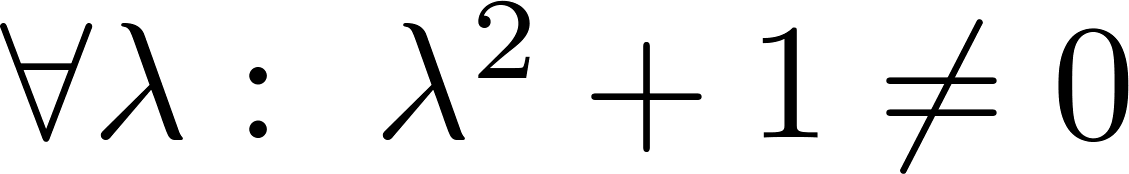 ∀λ : λ² + 1 ≠ 0